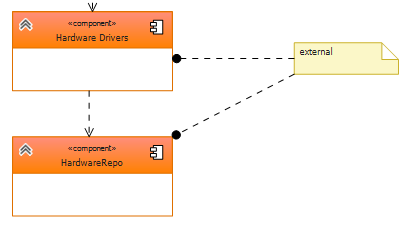 «component»
Hardware Drivers
external
«component»
HardwareRepo